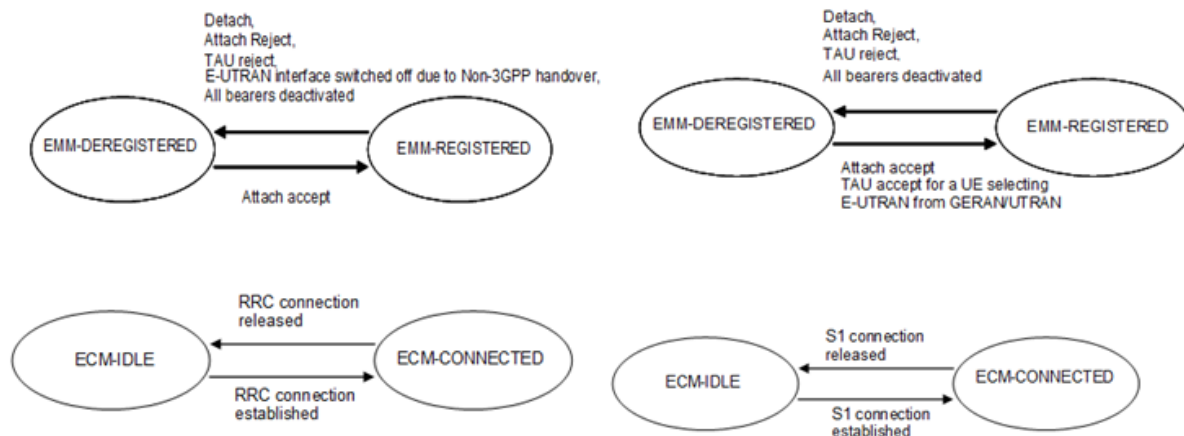 Detach,
Attach Reject,
TAU reject,
E-UTRAN interface switched off due to Non-3GPP handover,
All bearers deactivated
EMM-DEREGISTERED
EMM-REGISTERED
Attach accept
Detach,
Attach Reject,
TAU reject,
All bearers deactivated
EMM-DEREGISTERED
EMM-REGISTERED
Attach accept
TAU accept for a UE selecting
E-UTRAN from GERAN/UTRAN
RRC connection
released
ECM-IDLE
ECM-CONNECTED
RRC connection
established
S1 connection
released
ECM-IDLE
ECM-CONNECTED
S1 connection
established